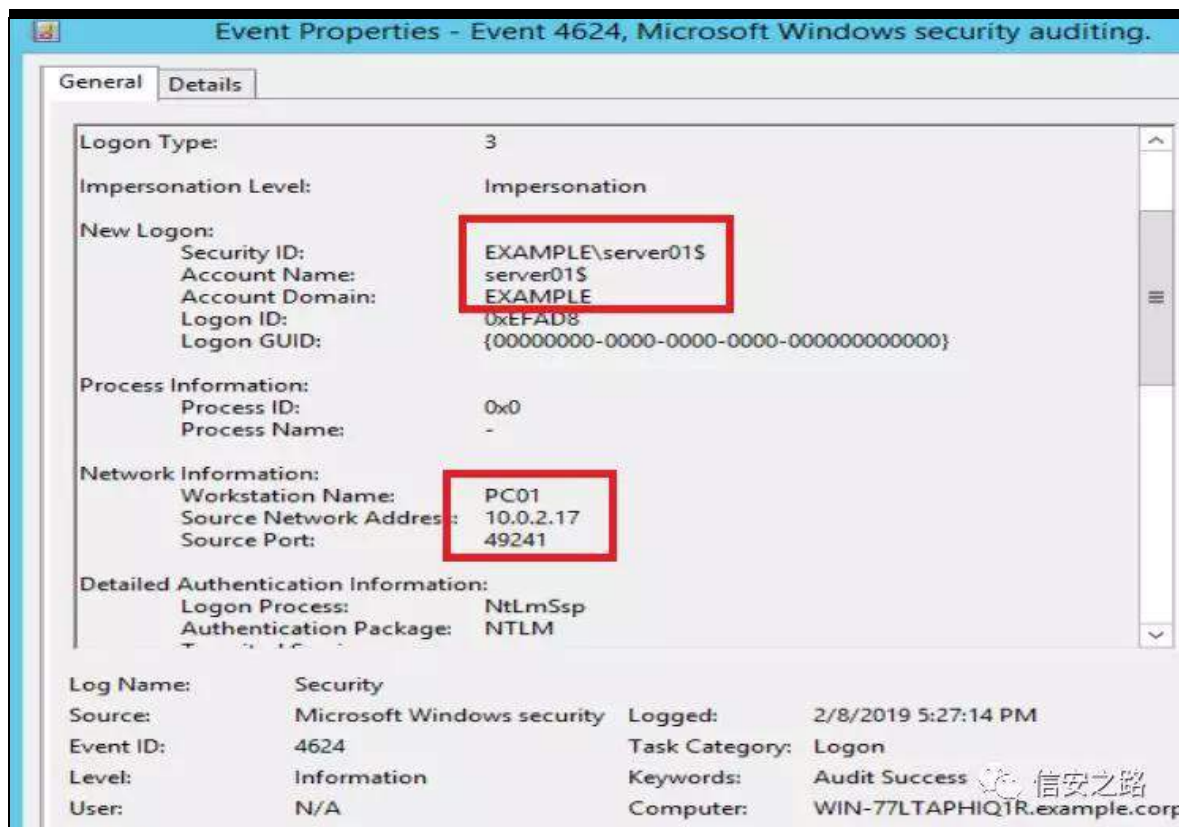 Event Properties - Event 4624, Microsoft Windows security auditing.
General Details
Logon Type: 3
Impersonation Level: Impersonation
New Logon:
Security ID: EXAMPLE\server01$
Account Name: server01$
Account Domain: EXAMPLE
Logon ID: 0xEFAD8
Logon GUID: {00000000-0000-0000-0000-000000000000}
Process Information:
Process ID: 0x0
Process Name: -
Network Information:
Workstation Name: PC01
Source Network Address: 10.0.2.17
Source Port: 49241
Detailed Authentication Information:
Logon Process: NtLmSsp
Authentication Package: NTLM
Log Name: Security
Source: Microsoft Windows security Logged: 2/8/2019 5:27:14 PM
Event ID: 4624 Task Category: Logon
Level: Information Keywords: Audit Success
User: N/A Computer: WIN-77LTAPHIQ1R.example.corp
信安之路